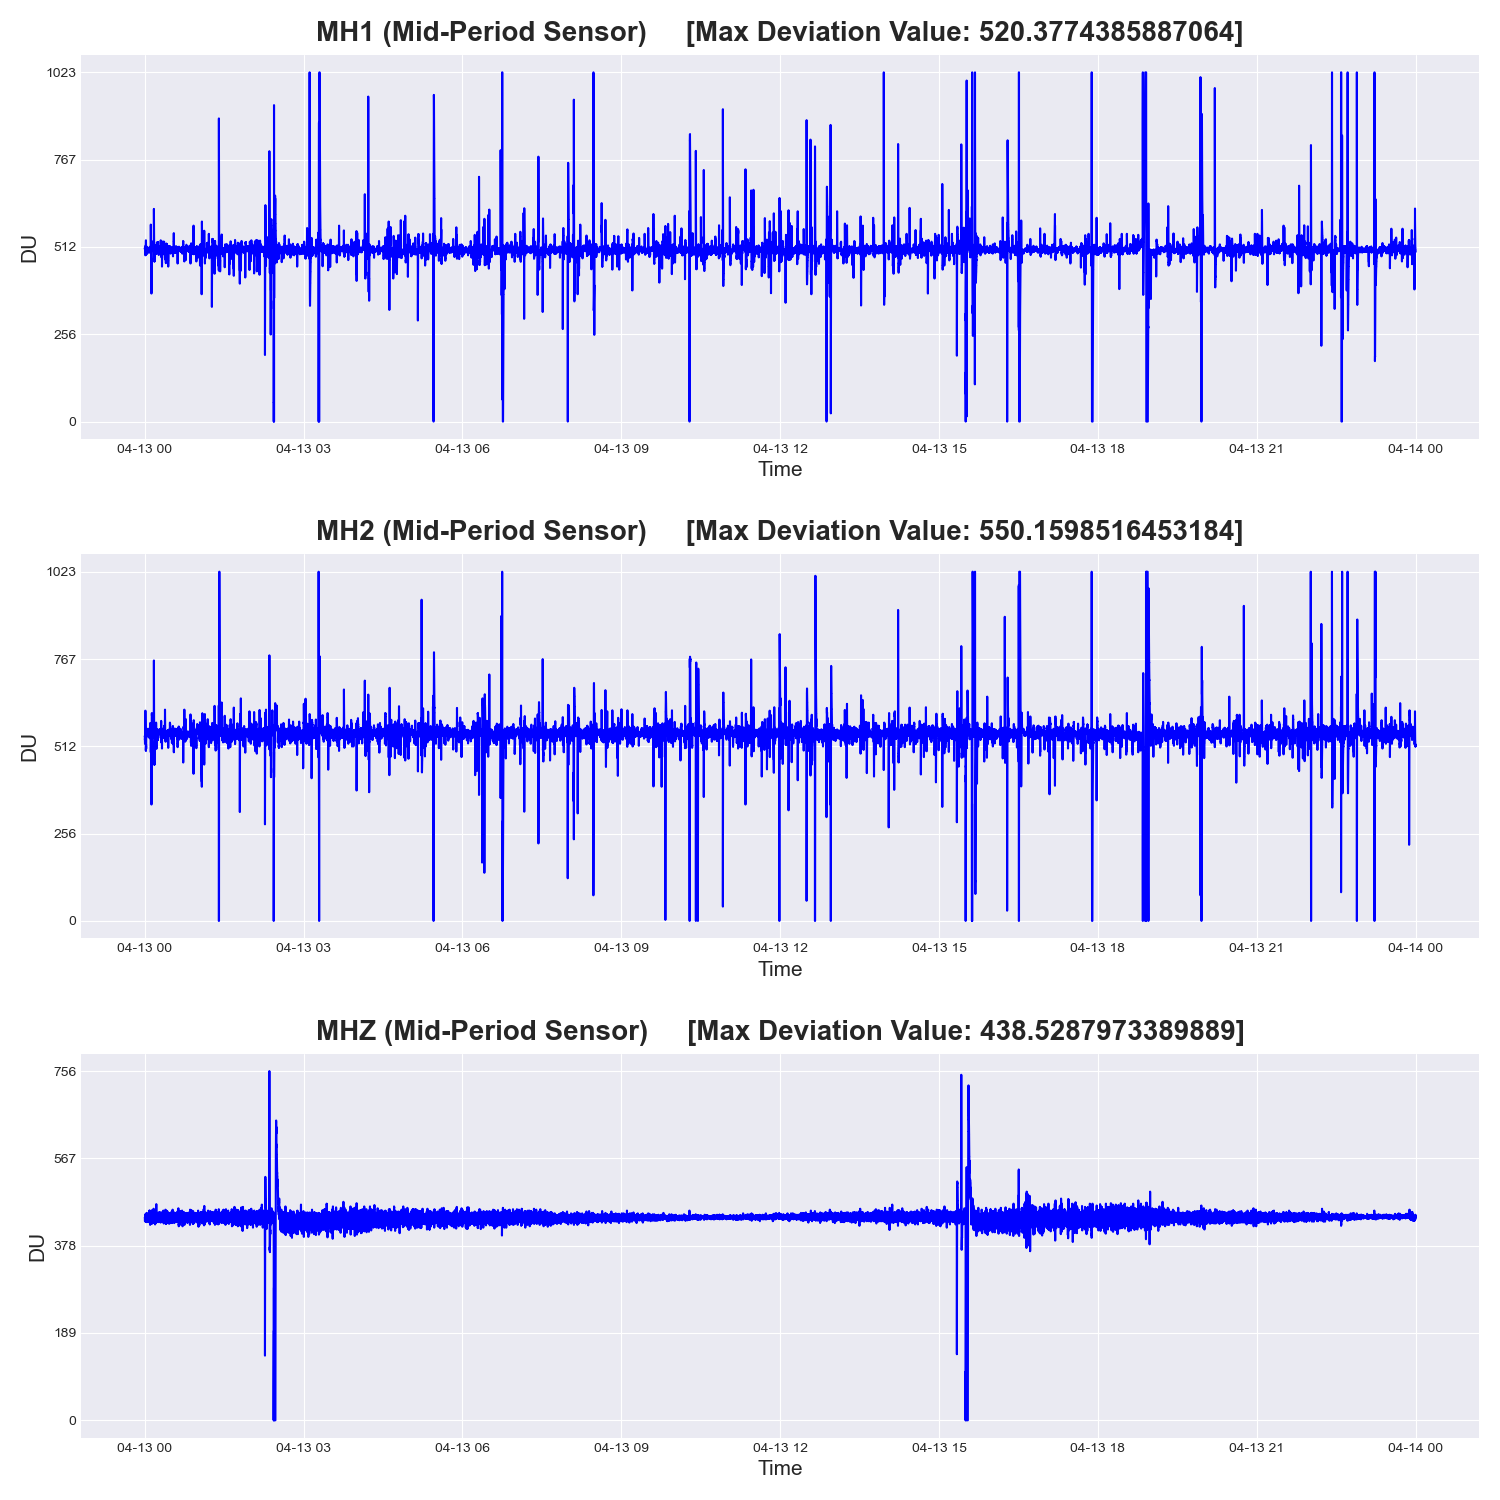 MH1 (Mid-Period Sensor) [Max Deviation Value: 520.3774385887064]
1023
767
512
256
0
DU
04-13 00 04-13 03 04-13 06 04-13 09 04-13 12 04-13 15 04-13 18 04-13 21 04-14 00
Time
MH2 (Mid-Period Sensor) [Max Deviation Value: 550.1598516453184]
1023
767
512
256
0
DU
04-13 00 04-13 03 04-13 06 04-13 09 04-13 12 04-13 15 04-13 18 04-13 21 04-14 00
Time
MHZ (Mid-Period Sensor) [Max Deviation Value: 438.5287973389889]
756
567
378
189
0
DU
04-13 00 04-13 03 04-13 06 04-13 09 04-13 12 04-13 15 04-13 18 04-13 21 04-14 00
Time